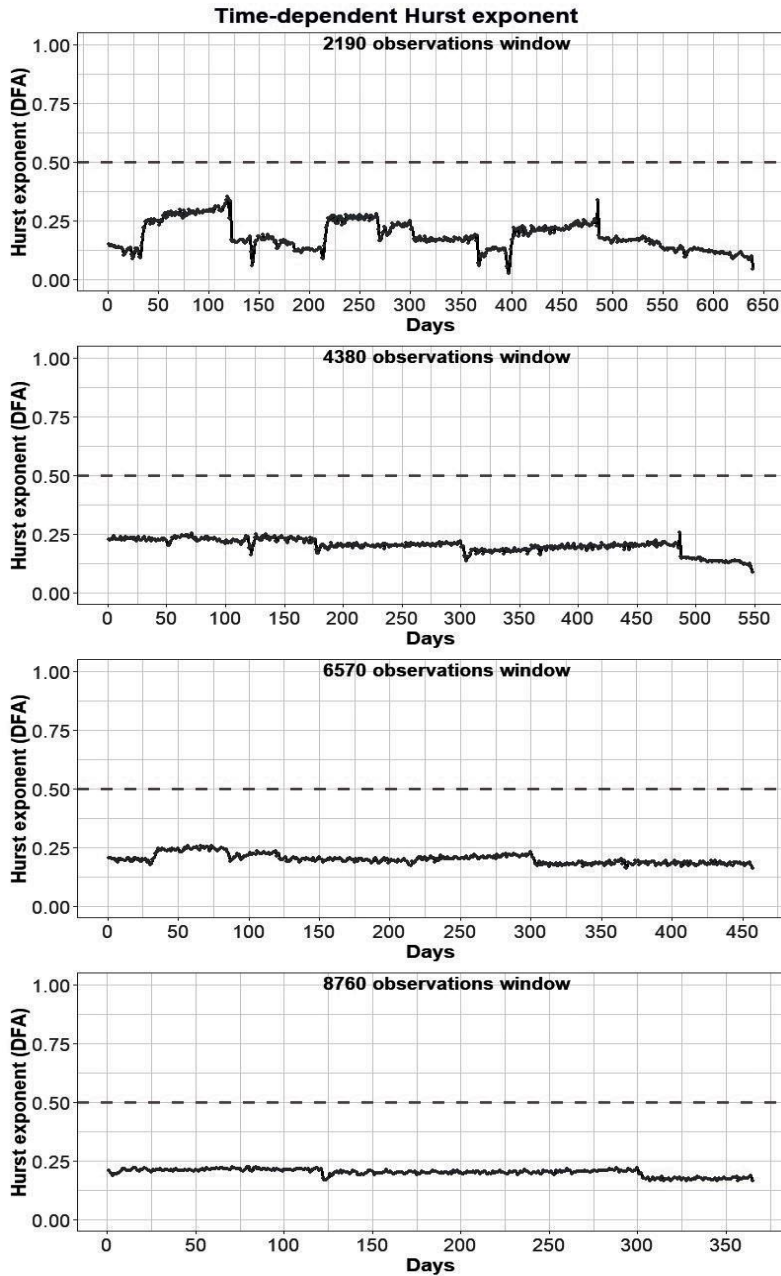 Time-dependent Hurst exponent
2190 observations window
Hurst exponent (DFA)
1.00
0.75
0.50
0.25
0.00
0 50 100 150 200 250 300 350 400 450 500 550 600 650
Days
4380 observations window
Hurst exponent (DFA)
1.00
0.75
0.50
0.25
0.00
0 50 100 150 200 250 300 350 400 450 500 550
Days
6570 observations window
Hurst exponent (DFA)
1.00
0.75
0.50
0.25
0.00
0 50 100 150 200 250 300 350 400 450
Days
8760 observations window
Hurst exponent (DFA)
1.00
0.75
0.50
0.25
0.00
0 50 100 150 200 250 300 350
Days